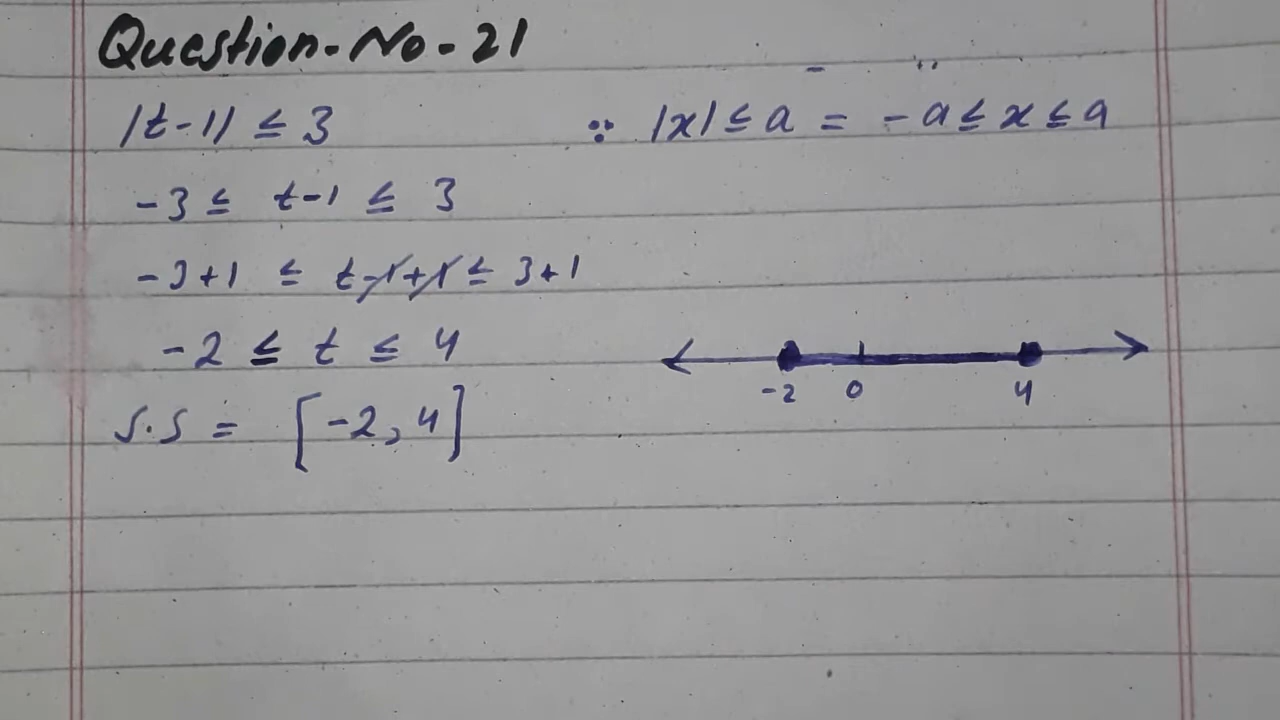 Question-No-21
|t-1| ≤ 3 ∵ |x| ≤ a = -a ≤ x ≤ a
-3 ≤ t-1 ≤ 3
-3+1 ≤ t-1+1 ≤ 3+1
-2 ≤ t ≤ 4
-2 0 4
S.S = [-2, 4]